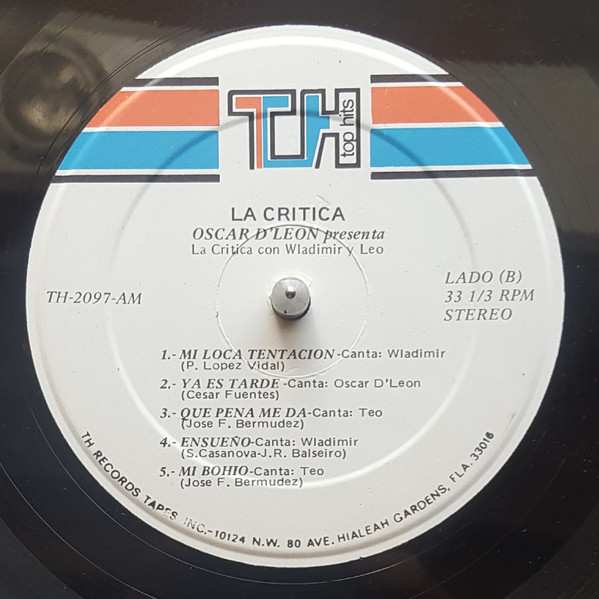 TH
top hits
LA CRITICA
OSCAR D'LEON presenta
La Critica con Wladimir y Leo
TH-2097-AM
LADO (B)
33 1/3 RPM
STEREO
1.- MI LOCA TENTACION-Canta: Wladimir
(P. Lopez Vidal)
2.- YA ES TARDE-Canta: Oscar D'Leon
(Cesar Fuentes)
3.- QUE PENA ME DA-Canta: Teo
(Jose F. Bermudez)
4.- ENSUEÑO-Canta: Wladimir
(S.Casanova-J.R. Balseiro)
5.- MI BOHIO-Canta: Teo
(Jose F. Bermudez)
TH RECORDS TAPES INC.-10124 N.W. 80 AVE. HIALEAH GARDENS, FLA. 33016